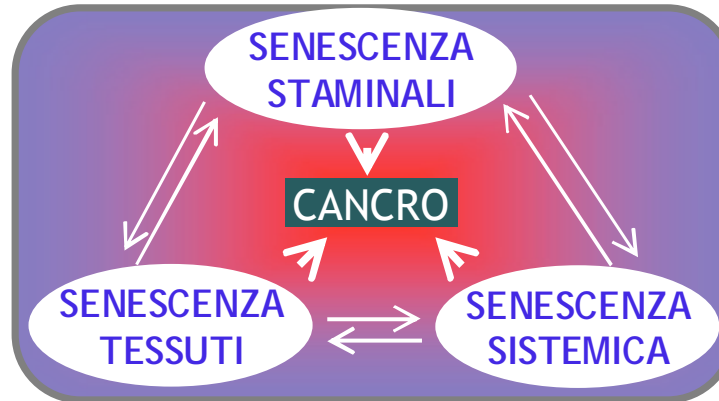 SENESCENZA
STAMINALI
CANCRO
SENESCENZA
TESSUTI
SENESCENZA
SISTEMICA